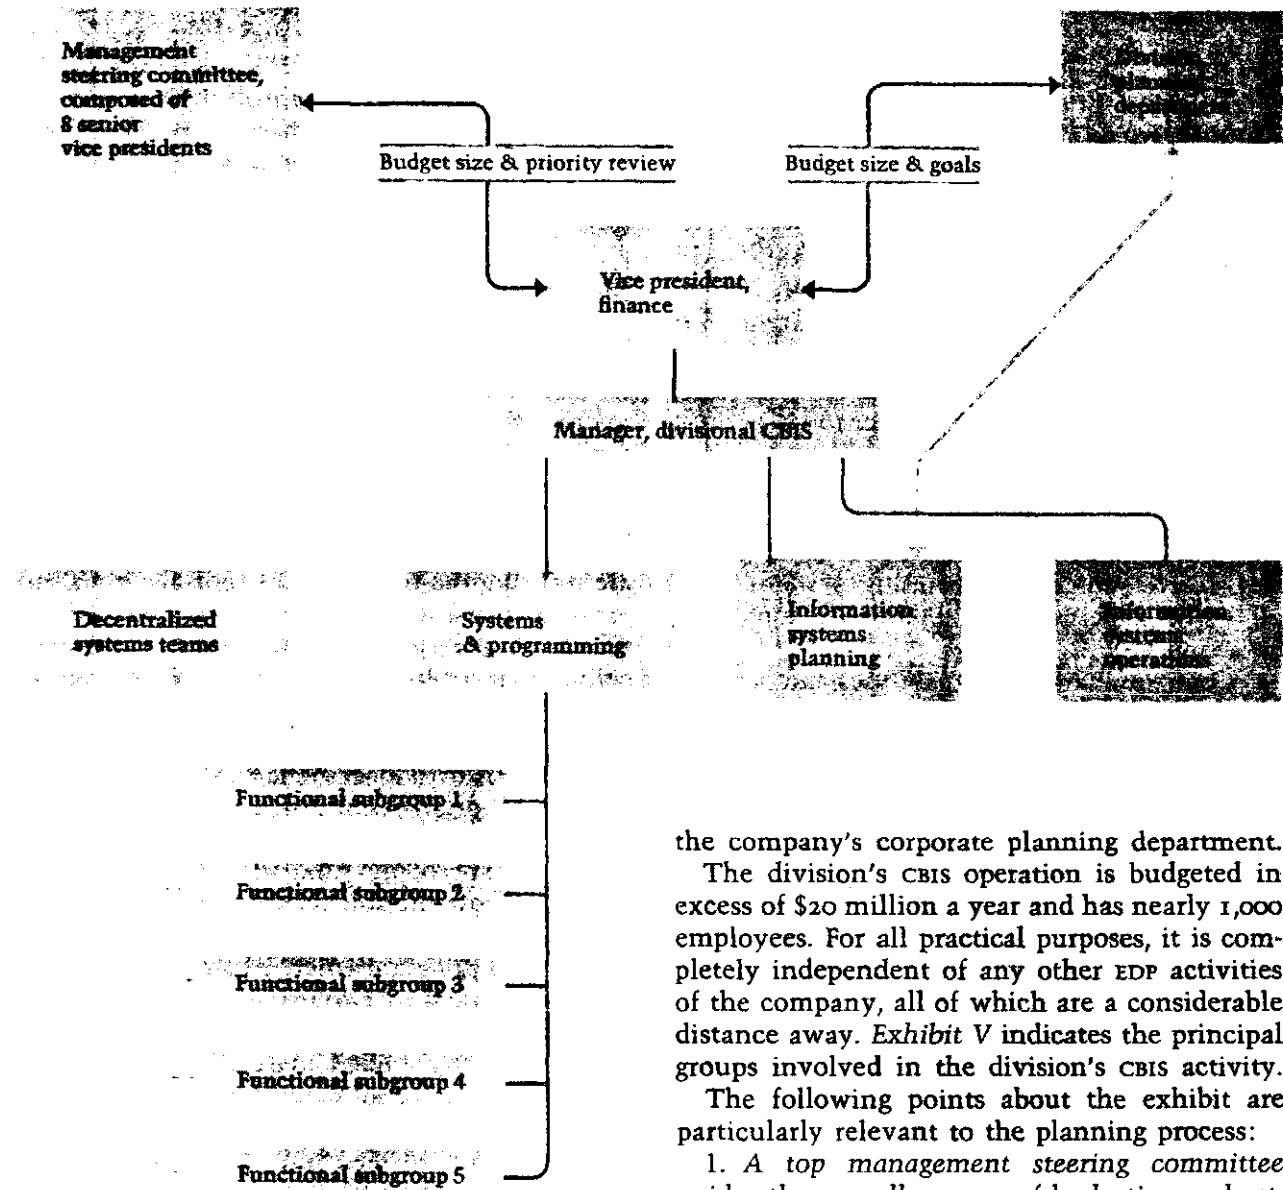 Management
steering committee,
composed of
8 senior
vice presidents
Budget size & priority review
Budget size & goals
Division
planning
department
Vice president,
finance
Manager, divisional CBIS
Decentralized
systems teams
Systems
& programming
Information
systems
planning
Information
systems
operations
Functional subgroup 1
Functional subgroup 2
Functional subgroup 3
Functional subgroup 4
Functional subgroup 5
the company's corporate planning department.
The division's CBIS operation is budgeted in
excess of $20 million a year and has nearly 1,000
employees. For all practical purposes, it is com-
pletely independent of any other EDP activities
of the company, all of which are a considerable
distance away. Exhibit V indicates the principal
groups involved in the division's CBIS activity.
The following points about the exhibit are
particularly relevant to the planning process:
1. A top management steering committee